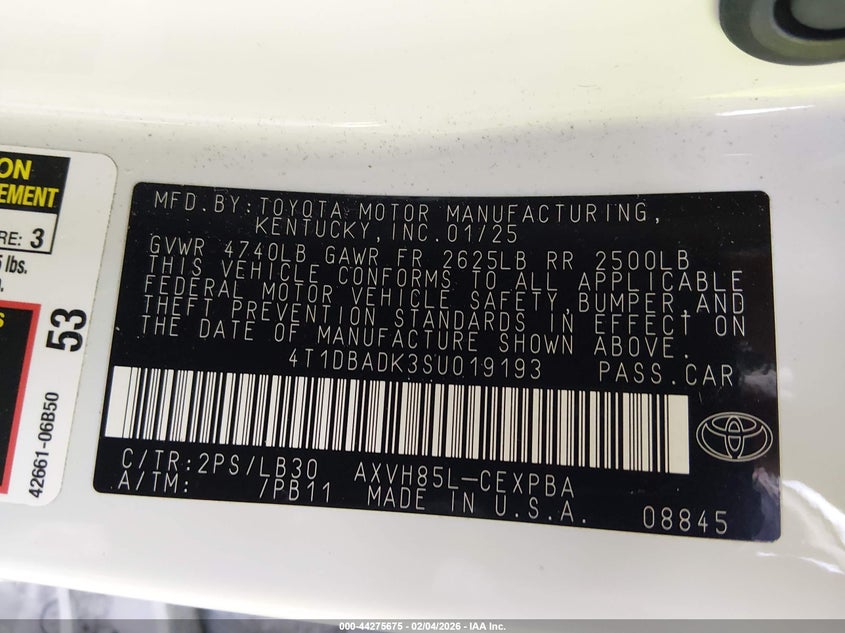 ON
EMENT
RE: 3
lbs.
S
53
42661-06B50
MFD.BY:TOYOTA MOTOR MANUFACTURING,
KENTUCKY,INC.01/25
GVWR 4740LB GAWR FR 2625LB RR 2500LB
THIS VEHICLE CONFORMS TO ALL APPLICABLE
FEDERAL MOTOR VEHICLE SAFETY,BUMPER,AND
THEFT PREVENTION STANDARDS IN EFFECT ON
THE DATE OF MANUFACTURE SHOWN ABOVE.
4T1DBADK3SU019193 PASS.CAR
C/TR:2PS/LB30 AXVH85L-CEXPBA
A/TM: /PB11 MADE IN U.S.A. 08845
000-44275675 - 02/04/2026 - IAA Inc.